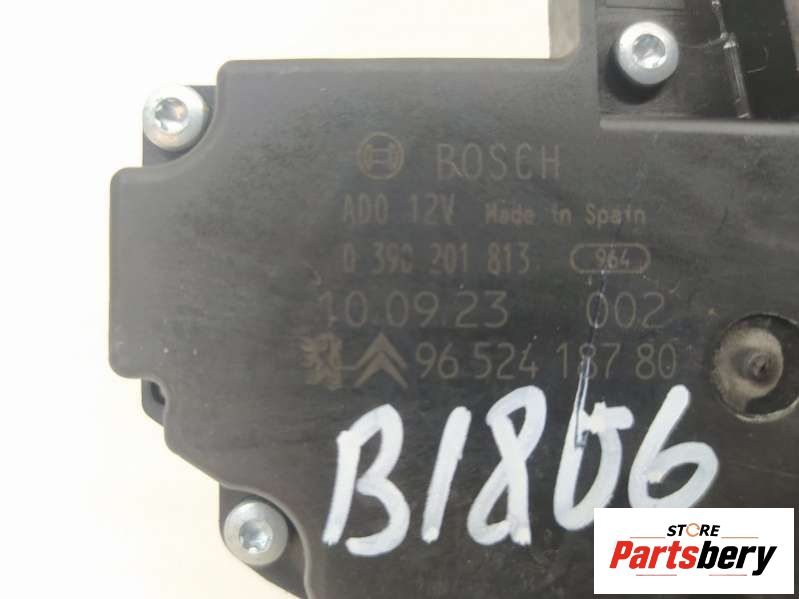 BOSCH
ADO 12V Made in Spain
0 390 201 813 964
10.09.23 002
96 524 187 80
B1806
STORE
Partsbery